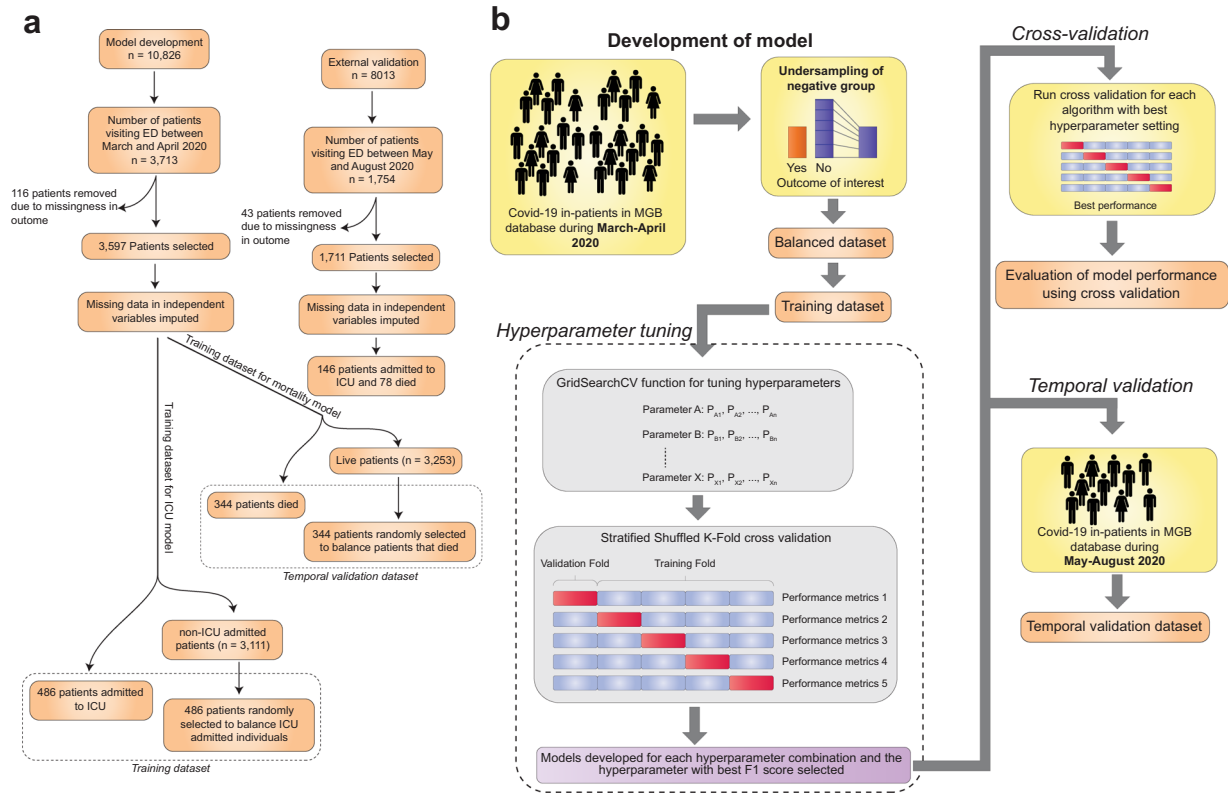 a
Model development
n = 10,826
Number of patients
visiting ED between
March and April 2020
n = 3,713
116 patients removed
due to missingness in
outcome
3,597 Patients selected
Missing data in independent
variables imputed
External validation
n = 8013
Number of patients
visiting ED between May
and August 2020
n = 1,754
43 patients removed
due to missingness in
outcome
1,711 Patients selected
Missing data in independent
variables imputed
146 patients admitted to
ICU and 78 died
Training dataset for mortality model
Training dataset for ICU model
Live patients (n = 3,253)
344 patients died
344 patients randomly selected
to balance patients that died
Temporal validation dataset
non-ICU admitted
patients (n = 3,111)
486 patients admitted
to ICU
486 patients randomly
selected to balance ICU
admitted individuals
Training dataset
b
Development of model
Covid-19 in-patients in MGB
database during March-April
2020
Undersampling of
negative group
Yes No
Outcome of interest
Balanced dataset
Training dataset
Hyperparameter tuning
GridSearchCV function for tuning hyperparameters
Parameter A: PA1, PA2, ..., PAn
Parameter B: PB1, PB2, ..., PBn
Parameter X: PX1, PX2, ..., PXn
Stratified Shuffled K-Fold cross validation
Validation Fold Training Fold
Performance metrics 1
Performance metrics 2
Performance metrics 3
Performance metrics 4
Performance metrics 5
Models developed for each hyperparameter combination and the
hyperparameter with best F1 score selected
Cross-validation
Run cross validation for each
algorithm with best
hyperparameter setting
Best performance
Evaluation of model performance
using cross validation
Temporal validation
Covid-19 in-patients in MGB
database during
May-August 2020
Temporal validation dataset